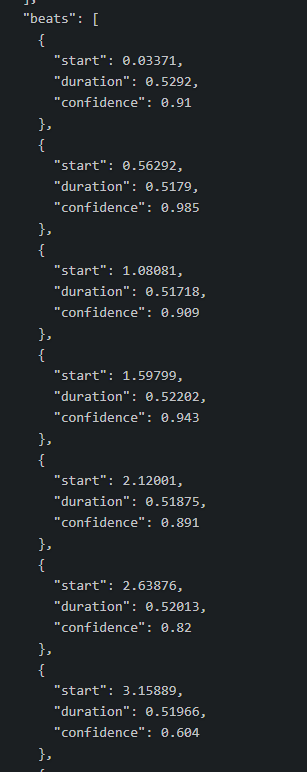 ],
"beats": [
{
"start": 0.03371,
"duration": 0.5292,
"confidence": 0.91
},
{
"start": 0.56292,
"duration": 0.5179,
"confidence": 0.985
},
{
"start": 1.08081,
"duration": 0.51718,
"confidence": 0.909
},
{
"start": 1.59799,
"duration": 0.52202,
"confidence": 0.943
},
{
"start": 2.12001,
"duration": 0.51875,
"confidence": 0.891
},
{
"start": 2.63876,
"duration": 0.52013,
"confidence": 0.82
},
{
"start": 3.15889,
"duration": 0.51966,
"confidence": 0.604
},
{